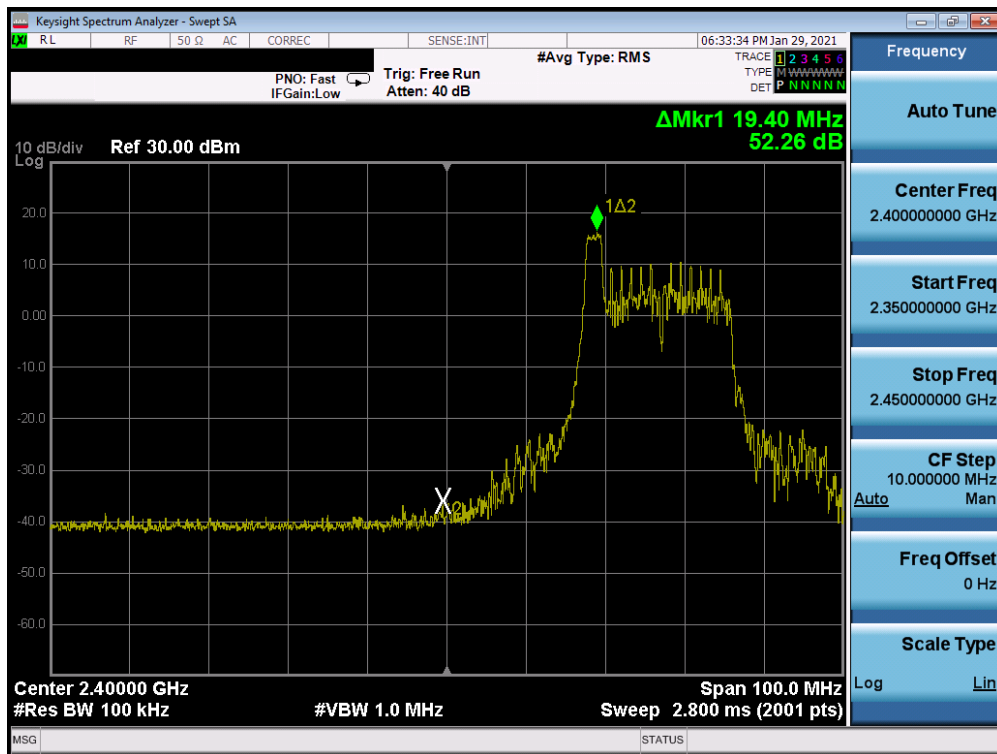 Keysight Spectrum Analyzer - Swept SA
LXI RL RF 50 Ω AC CORREC SENSE:INT 06:33:34 PM Jan 29, 2021
#Avg Type: RMS
TRACE 1 2 3 4 5 6
TYPE M WWWWW
DET P N N N N N
PNO: Fast
IFGain:Low
Trig: Free Run
Atten: 40 dB
ΔMkr1 19.40 MHz
52.26 dB
10 dB/div Ref 30.00 dBm
Log
1Δ2
20.0
10.0
0.00
-10.0
-20.0
-30.0
X2
-40.0
-50.0
-60.0
Center 2.40000 GHz Span 100.0 MHz
#Res BW 100 kHz #VBW 1.0 MHz Sweep 2.800 ms (2001 pts)
MSG STATUS
Frequency
Auto Tune
Center Freq
2.400000000 GHz
Start Freq
2.350000000 GHz
Stop Freq
2.450000000 GHz
CF Step
10.000000 MHz
Auto Man
Freq Offset
0 Hz
Scale Type
Log Lin